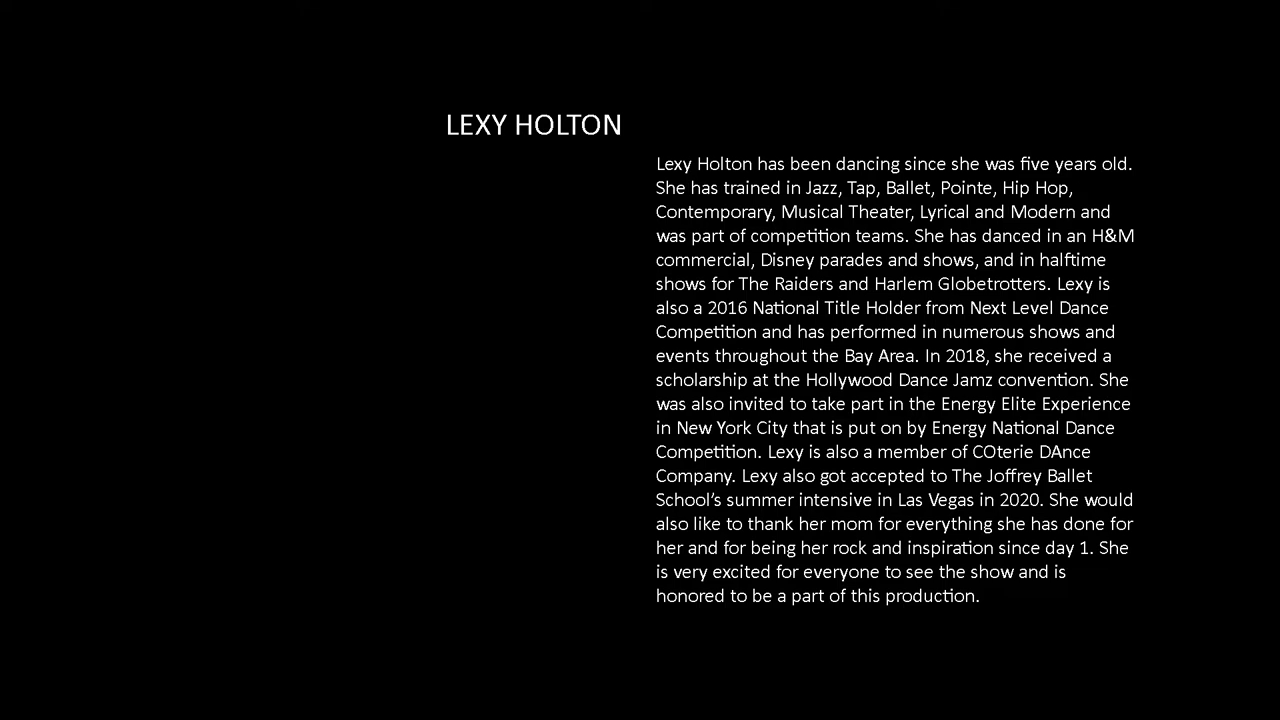 LEXY HOLTON
Lexy Holton has been dancing since she was five years old.
She has trained in Jazz, Tap, Ballet, Pointe, Hip Hop,
Contemporary, Musical Theater, Lyrical and Modern and
was part of competition teams. She has danced in an H&M
commercial, Disney parades and shows, and in halftime
shows for The Raiders and Harlem Globetrotters. Lexy is
also a 2016 National Title Holder from Next Level Dance
Competition and has performed in numerous shows and
events throughout the Bay Area. In 2018, she received a
scholarship at the Hollywood Dance Jamz convention. She
was also invited to take part in the Energy Elite Experience
in New York City that is put on by Energy National Dance
Competition. Lexy is also a member of COterie DAnce
Company. Lexy also got accepted to The Joffrey Ballet
School’s summer intensive in Las Vegas in 2020. She would
also like to thank her mom for everything she has done for
her and for being her rock and inspiration since day 1. She
is very excited for everyone to see the show and is
honored to be a part of this production.